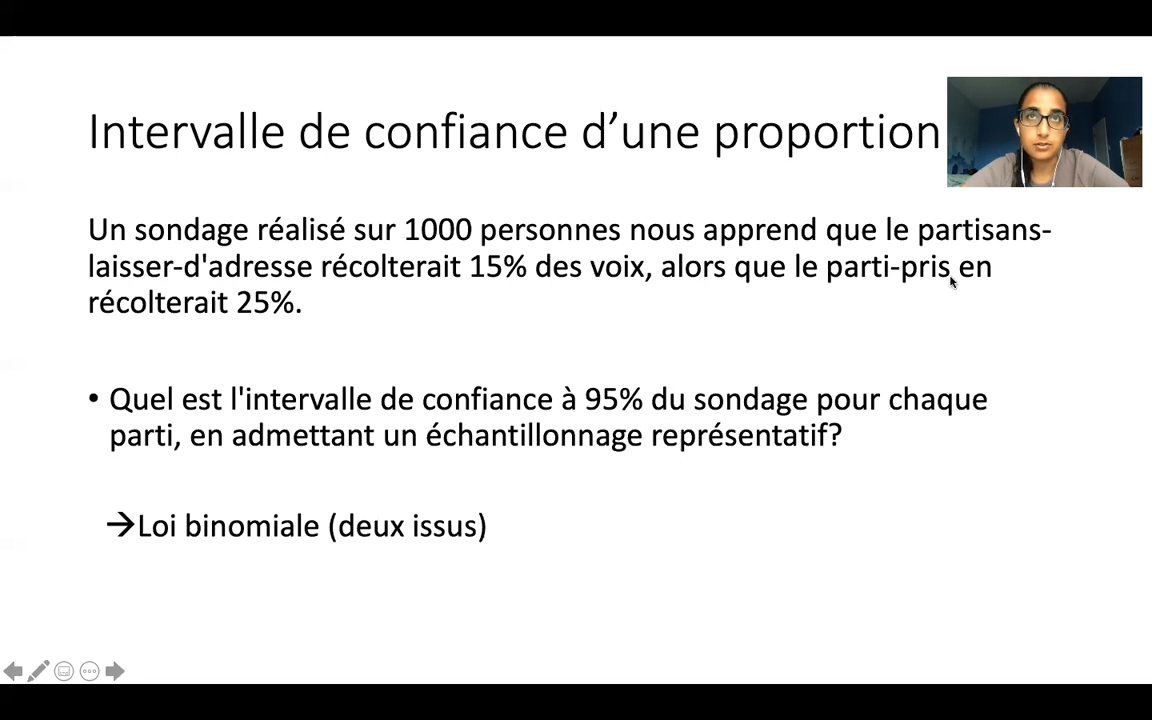 Intervalle de confiance d’une proportion
Un sondage réalisé sur 1000 personnes nous apprend que le partisans-
laisser-d'adresse récolterait 15% des voix, alors que le parti-pris en
récolterait 25%.
• Quel est l'intervalle de confiance à 95% du sondage pour chaque
parti, en admettant un échantillonnage représentatif?
→Loi binomiale (deux issus)